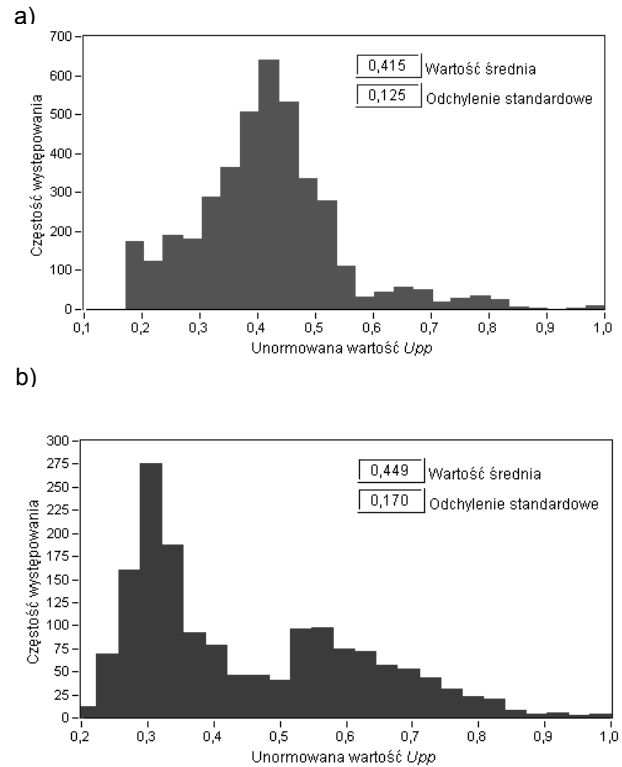 a)
700
600
500
400
300
200
100
0
Częstość występowania
0,415 Wartość średnia
0,125 Odchylenie standardowe
0,1 0,2 0,3 0,4 0,5 0,6 0,7 0,8 0,9 1,0
Unormowana wartość Upp
b)
300
275
250
225
200
175
150
125
100
75
50
25
0
Częstość występowania
0,449 Wartość średnia
0,170 Odchylenie standardowe
0,2 0,3 0,4 0,5 0,6 0,7 0,8 0,9 1,0
Unormowana wartość Upp